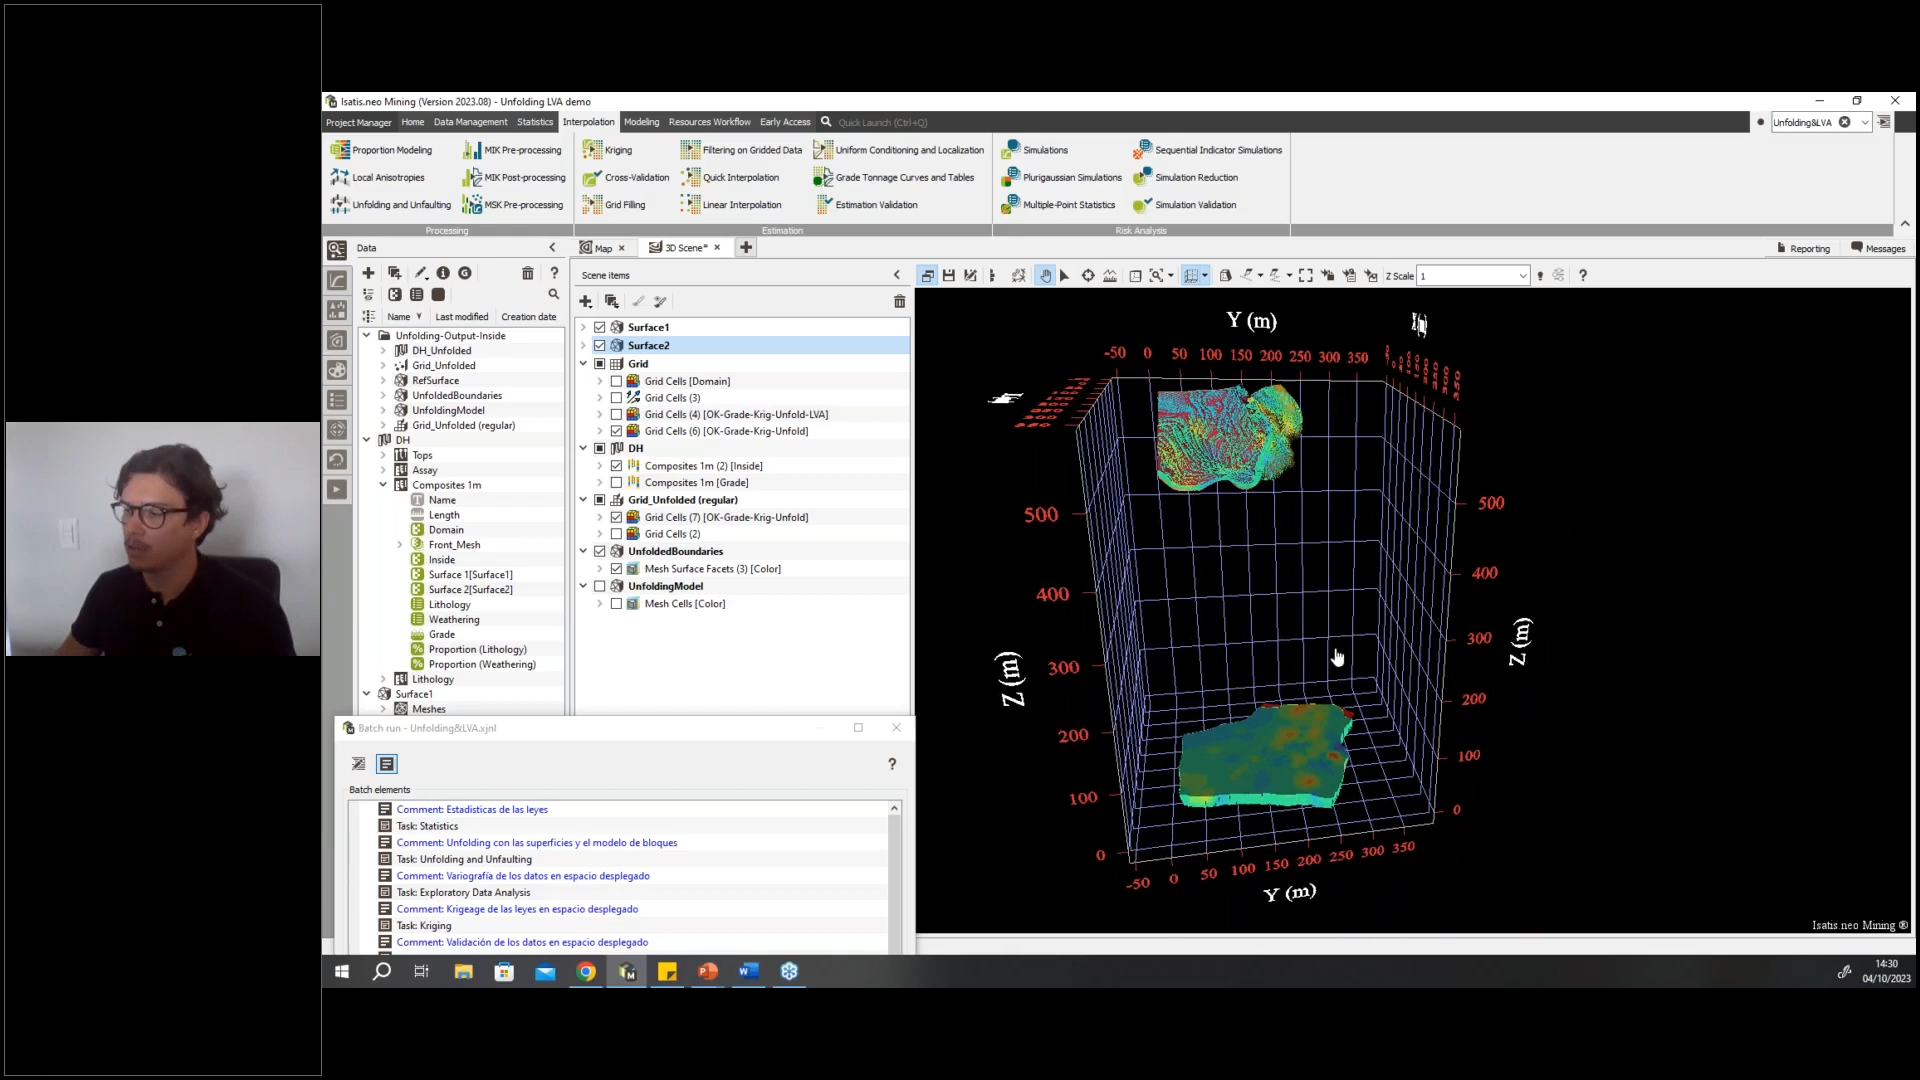 Isatis.neo Mining (Version 2023.08) - Unfolding LVA demo
Project Manager Home Data Management Statistics Interpolation Modeling Resources Workflow Early Access Quick Launch (Ctrl+Q) Unfolding&LVA
Proportion Modeling MIK Pre-processing Kriging Filtering on Gridded Data Uniform Conditioning and Localization Simulations Sequential Indicator Simulations
Local Anisotropies MIK Post-processing Cross-Validation Quick Interpolation Grade Tonnage Curves and Tables Plurigaussian Simulations Simulation Reduction
Unfolding and Unfaulting MSK Pre-processing Grid Filling Linear Interpolation Estimation Validation Multiple-Point Statistics Simulation Validation
Processing Estimation Risk Analysis
Data Map 3D Scene* Reporting Messages
Scene items Z Scale 1
Name Last modified Creation date
Unfolding-Output-Inside
DH_Unfolded
Grid_Unfolded
RefSurface
UnfoldedBoundaries
UnfoldingModel
Grid_Unfolded (regular)
DH
Tops
Assay
Composites 1m
Name
Length
Domain
Front_Mesh
Inside
Surface 1[Surface1]
Surface 2[Surface2]
Lithology
Weathering
Grade
Proportion (Lithology)
Proportion (Weathering)
Lithology
Surface1
Meshes
Surface1
Surface2
Grid
Grid Cells [Domain]
Grid Cells (3)
Grid Cells (4) [OK-Grade-Krig-Unfold-LVA]
Grid Cells (6) [OK-Grade-Krig-Unfold]
DH
Composites 1m (2) [Inside]
Composites 1m [Grade]
Grid_Unfolded (regular)
Grid Cells (7) [OK-Grade-Krig-Unfold]
Grid Cells (2)
UnfoldedBoundaries
Mesh Surface Facets (3) [Color]
UnfoldingModel
Mesh Cells [Color]
Y (m)
-50 0 50 100 150 200 250 300 350
500 500
400 400
300 300
200 200
100 100
0 0
Z (m) Z (m)
-50 0 50 100 150 200 250 300 350
Y (m)
Isatis.neo Mining ®
Batch run - Unfolding&LVA.xjnl
Batch elements
Comment: Estadisticas de las leyes
Task: Statistics
Comment: Unfolding con las superficies y el modelo de bloques
Task: Unfolding and Unfaulting
Comment: Variografía de los datos en espacio desplegado
Task: Exploratory Data Analysis
Comment: Krigeage de las leyes en espacio desplegado
Task: Kriging
Comment: Validación de los datos en espacio desplegado
14:30
04/10/2023